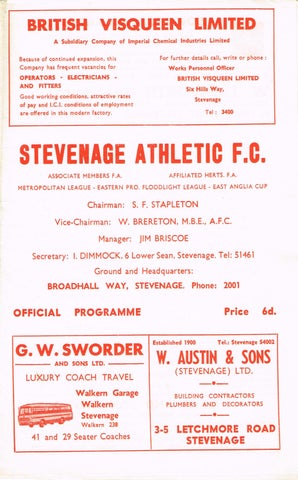 BRITISH VISQUEEN LIMITED
A Subsidiary Company of Imperial Chemical Industries Limited
Because of continued expansion, this
Company has frequent vacancies for
OPERATORS - ELECTRICIANS -
AND FITTERS
Good working conditions, attractive rates
of pay and I.C.I. conditions of employment
are offered in this modern factory.
For further details call, write or phone :
Works Personnel Officer
BRITISH VISQUEEN LIMITED
Six Hills Way,
Stevenage
Tel : 3400
STEVENAGE ATHLETIC F.C.
ASSOCIATE MEMBERS F.A. AFFILIATED HERTS. F.A.
METROPOLITAN LEAGUE - EASTERN PRO. FLOODLIGHT LEAGUE - EAST ANGLIA CUP
Chairman: S. F. STAPLETON
Vice-Chairman: W. BRERETON, M.B.E., A.F.C.
Manager: JIM BRISCOE
Secretary: I. DIMMOCK, 6 Lower Sean, Stevenage. Tel: 51461
Ground and Headquarters:
BROADHALL WAY, STEVENAGE. Phone: 2001
OFFICIAL PROGRAMME Price 6d.
G. W. SWORDER
AND SONS LTD.
LUXURY COACH TRAVEL
Walkern Garage
Walkern
Stevenage
Walkern 238
41 and 29 Seater Coaches
Established 1900 Tel.: Stevenage 54002
W. AUSTIN & SONS
(STEVENAGE) LTD.
BUILDING CONTRACTORS
PLUMBERS AND DECORATORS
3-5 LETCHMORE ROAD
STEVENAGE